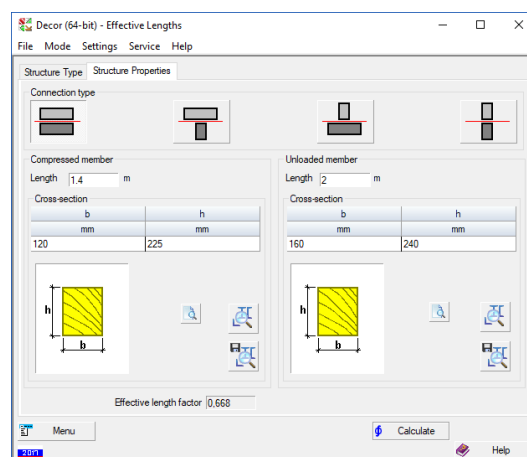 Decor (64-bit) - Effective Lengths
File Mode Settings Service Help
Structure Type Structure Properties
Connection type
Compressed member
Length 1.4 m
Cross-section
b h
mm mm
120 225
h
b
Unloaded member
Length 2 m
Cross-section
b h
mm mm
160 240
h
b
Effective length factor 0,668
Menu Calculate
Help